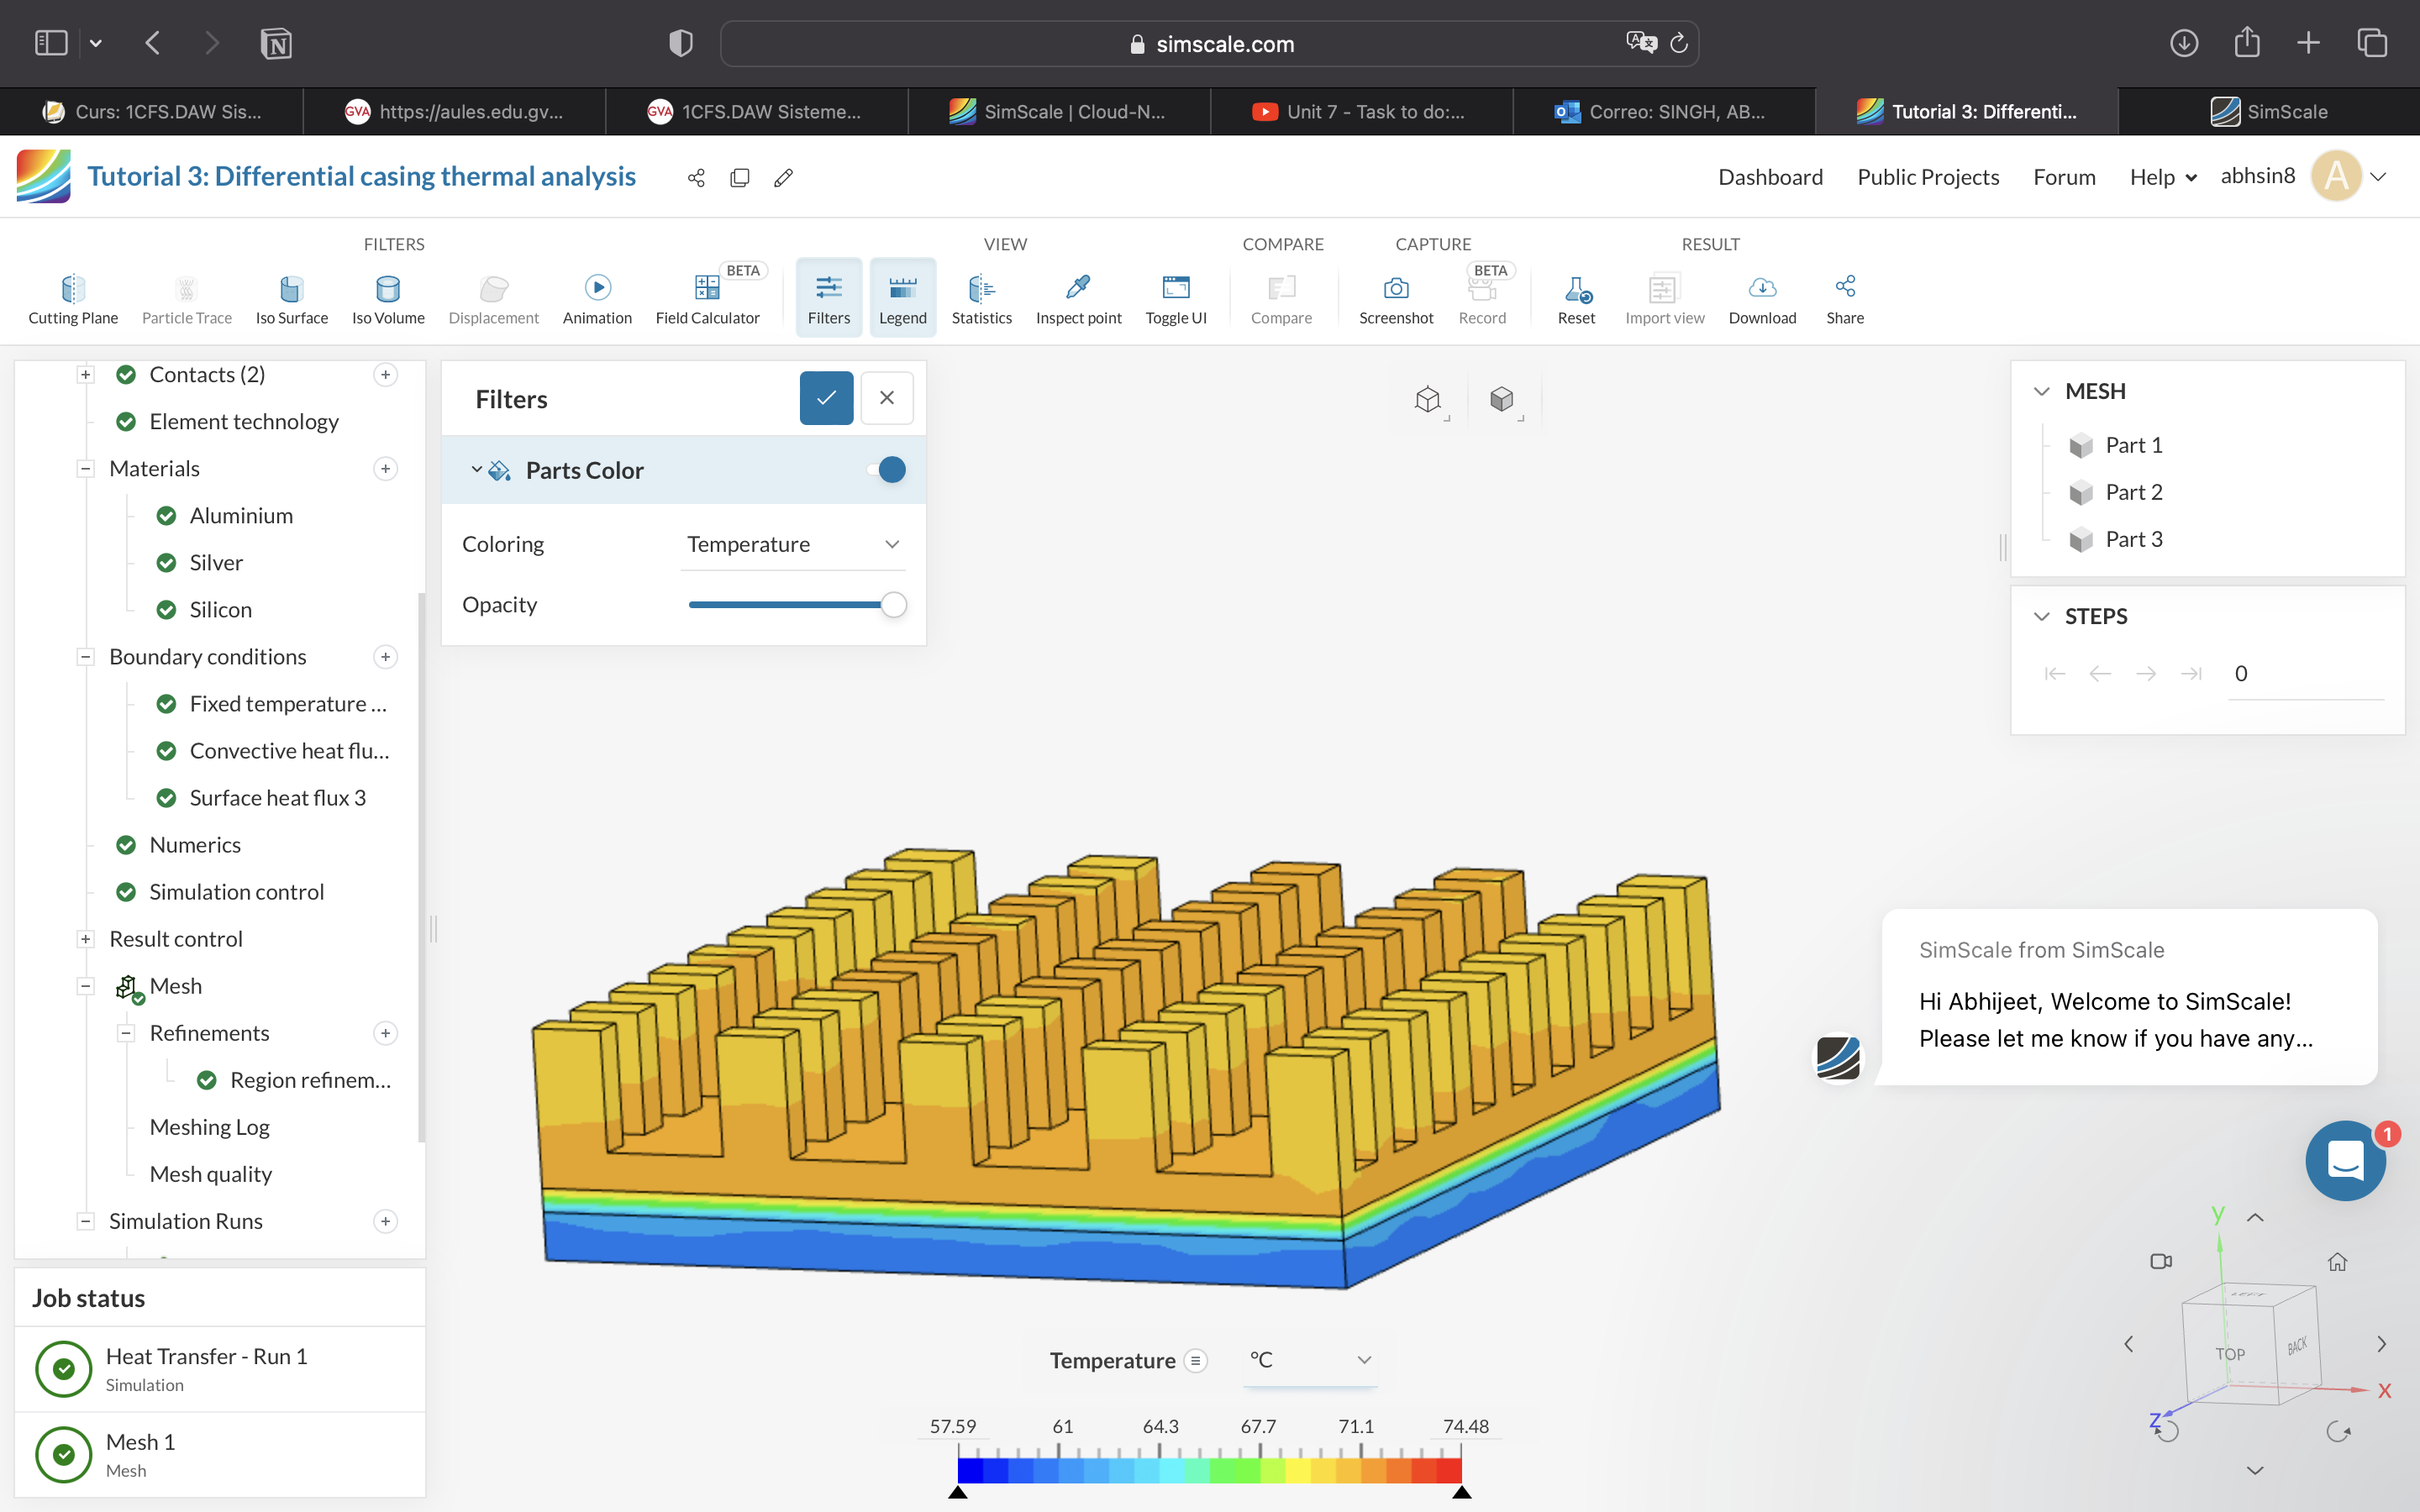 simscale.com
Curs: 1CFS.DAW Sis...
GVA
https://aules.edu.gv...
GVA
1CFS.DAW Sisteme...
SimScale | Cloud-N...
Unit 7 - Task to do:...
Correo: SINGH, AB...
Tutorial 3: Differenti...
SimScale
Tutorial 3: Differential casing thermal analysis
Dashboard
Public Projects
Forum
Help
abhsin8
A
FILTERS
VIEW
COMPARE
CAPTURE
RESULT
BETA
BETA
Cutting Plane
Particle Trace
Iso Surface
Iso Volume
Displacement
Animation
Field Calculator
Filters
Legend
Statistics
Inspect point
Toggle UI
Compare
Screenshot
Record
Reset
Import view
Download
Share
Contacts (2)
Element technology
Materials
Aluminium
Silver
Silicon
Boundary conditions
Fixed temperature ...
Convective heat flu...
Surface heat flux 3
Numerics
Simulation control
Result control
Mesh
Refinements
Region refinem...
Meshing Log
Mesh quality
Simulation Runs
Job status
Heat Transfer - Run 1
Simulation
Mesh 1
Mesh
Filters
Parts Color
Coloring
Temperature
Opacity
MESH
Part 1
Part 2
Part 3
STEPS
0
SimScale from SimScale
Hi Abhijeet, Welcome to SimScale!
Please let me know if you have any...
1
y
LEFT
TOP
BACK
X
Z
Temperature
°C
57.59
61
64.3
67.7
71.1
74.48